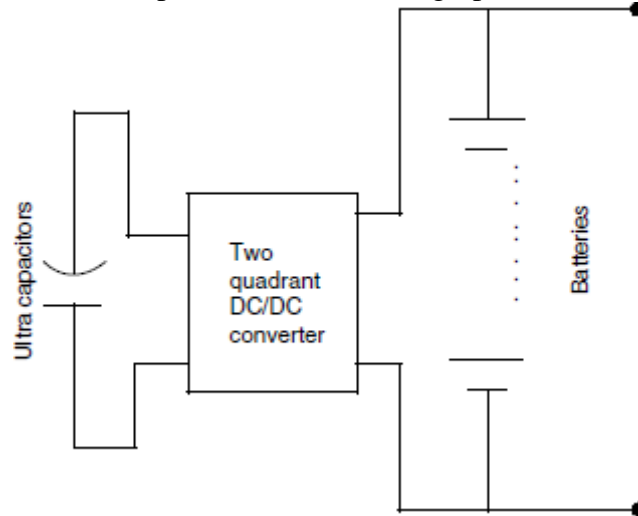 Ultra capacitors
Two
quadrant
DC/DC
converter
Batteries